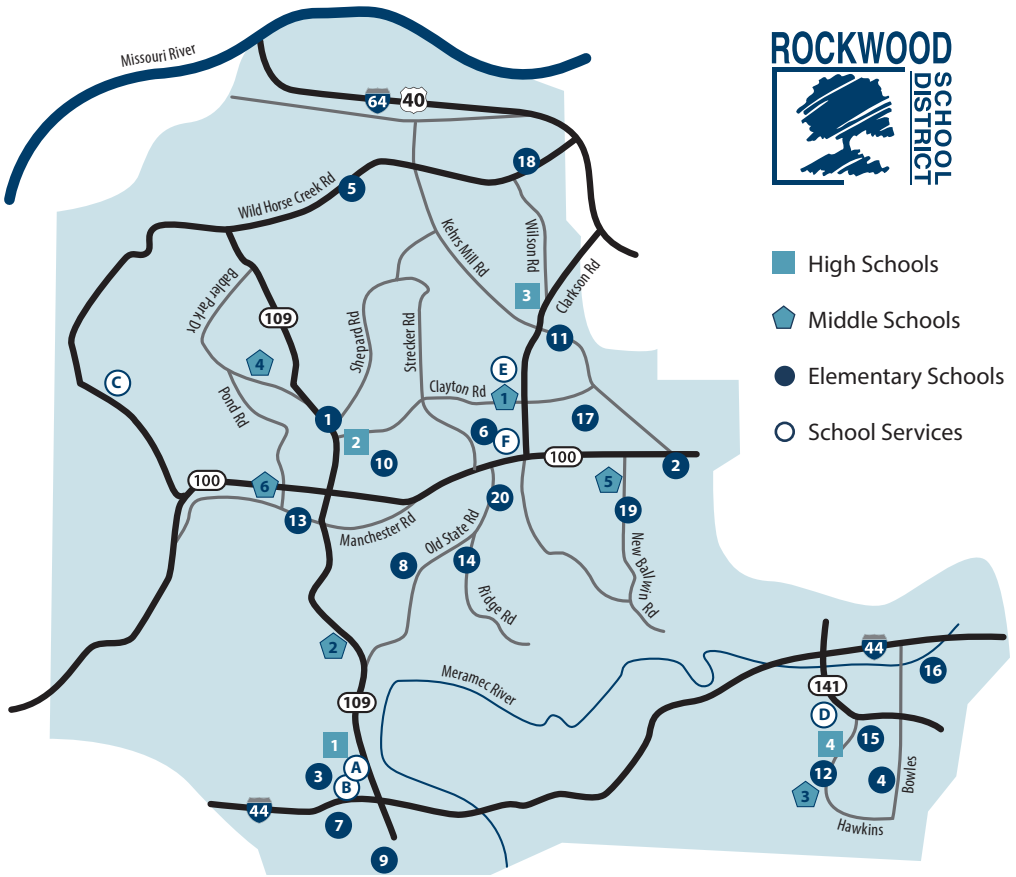 Missouri River
ROCKWOOD
SCHOOL
DISTRICT
64
40
18
5
Wild Horse Creek Rd
Kehrs Mill Rd
Wilson Rd
Clarkson Rd
Babler Park Dr
109
3
High Schools
Middle Schools
Elementary Schools
School Services
Shepard Rd
Strecker Rd
11
4
E
C
Clayton Rd
1
Pond Rd
1
2
17
6
F
10
100
2
100
6
5
20
19
13
Manchester Rd
Old State Rd
8
14
New Ballwin Rd
Ridge Rd
2
44
16
Meramec River
141
109
D
1
4
15
A
3
12
4
B
3
Bowles
44
7
Hawkins
9